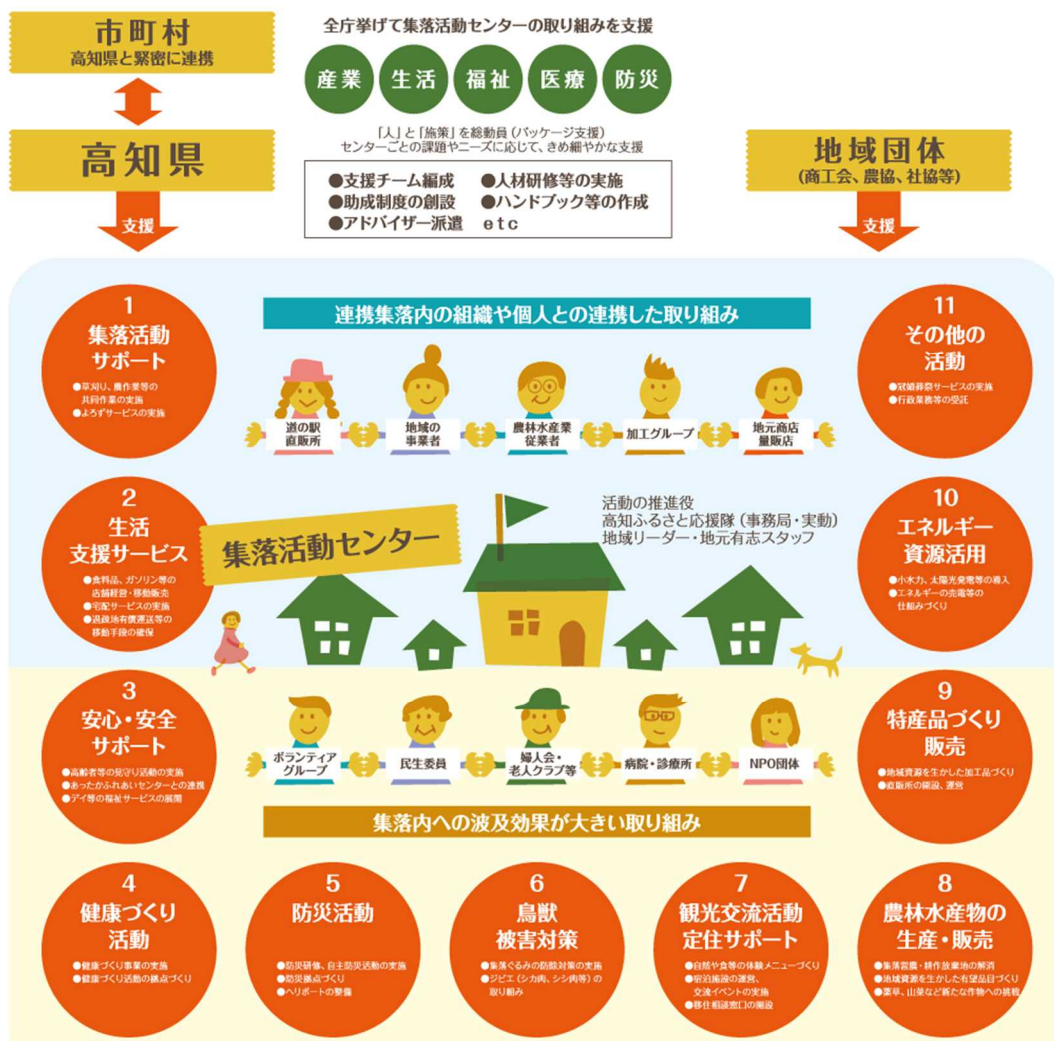 市町村
高知県と緊密に連携
全庁挙げて集落活動センターの取り組みを支援
産業
生活
福祉
医療
防災
高知県
支援
「人」と「施策」を総動員（パッケージ支援）
センターごとの課題やニーズに応じて、きめ細やかな支援
●支援チーム編成
●人材研修等の実施
●助成制度の創設
●ハンドブック等の作成
●アドバイザー派遣
etc
地域団体
（商工会、農協、社協等）
支援
1
集落活動
サポート
●草刈り、農作業等の
共同作業の実施
●よろずサービスの実施
連携集落内の組織や個人との連携した取り組み
道の駅
直販所
地域の
事業者
農林水産業
従業者
加工グループ
地元商店
量販店
11
その他の
活動
●冠婚葬祭サービスの実施
●行政業務等の受託
2
生活
支援サービス
●食料品、ガソリン等の
店舗経営・移動販売
●宅配サービスの実施
●過疎地有償運送等の
移動手段の確保
集落活動センター
活動の推進役
高知ふるさと応援隊（事務局・実動）
地域リーダー・地元有志スタッフ
10
エネルギー
資源活用
●小水力、太陽光発電等の導入
●エネルギーの売電等の
仕組みづくり
3
安心・安全
サポート
●高齢者等の見守り活動の実施
●あったかふれあいセンターとの連携
●デイ等の福祉サービスの展開
ボランティア
グループ
民生委員
婦人会・
老人クラブ等
病院・診療所
NPO団体
集落内への波及効果が大きい取り組み
9
特産品づくり
販売
●地域資源を生かした加工品づくり
●直販所の開設、運営
4
健康づくり
活動
●健康づくり事業の実施
●健康づくり活動の拠点づくり
5
防災活動
●防災研修、自主防災活動の実施
●防災拠点づくり
●ヘリポートの整備
6
鳥獣
被害対策
●集落ぐるみの防除対策の実施
●ジビエ（シカ肉、シシ肉等）の
取り組み
7
観光交流活動
定住サポート
●自然や食等の体験メニューづくり
●宿泊施設の運営、
交流イベントの実施
●移住相談窓口の開設
8
農林水産物の
生産・販売
●集落営農・耕作放棄地の解消
●地域資源を生かした有望品目づくり
●薬草、山菜など新たな作物への挑戦